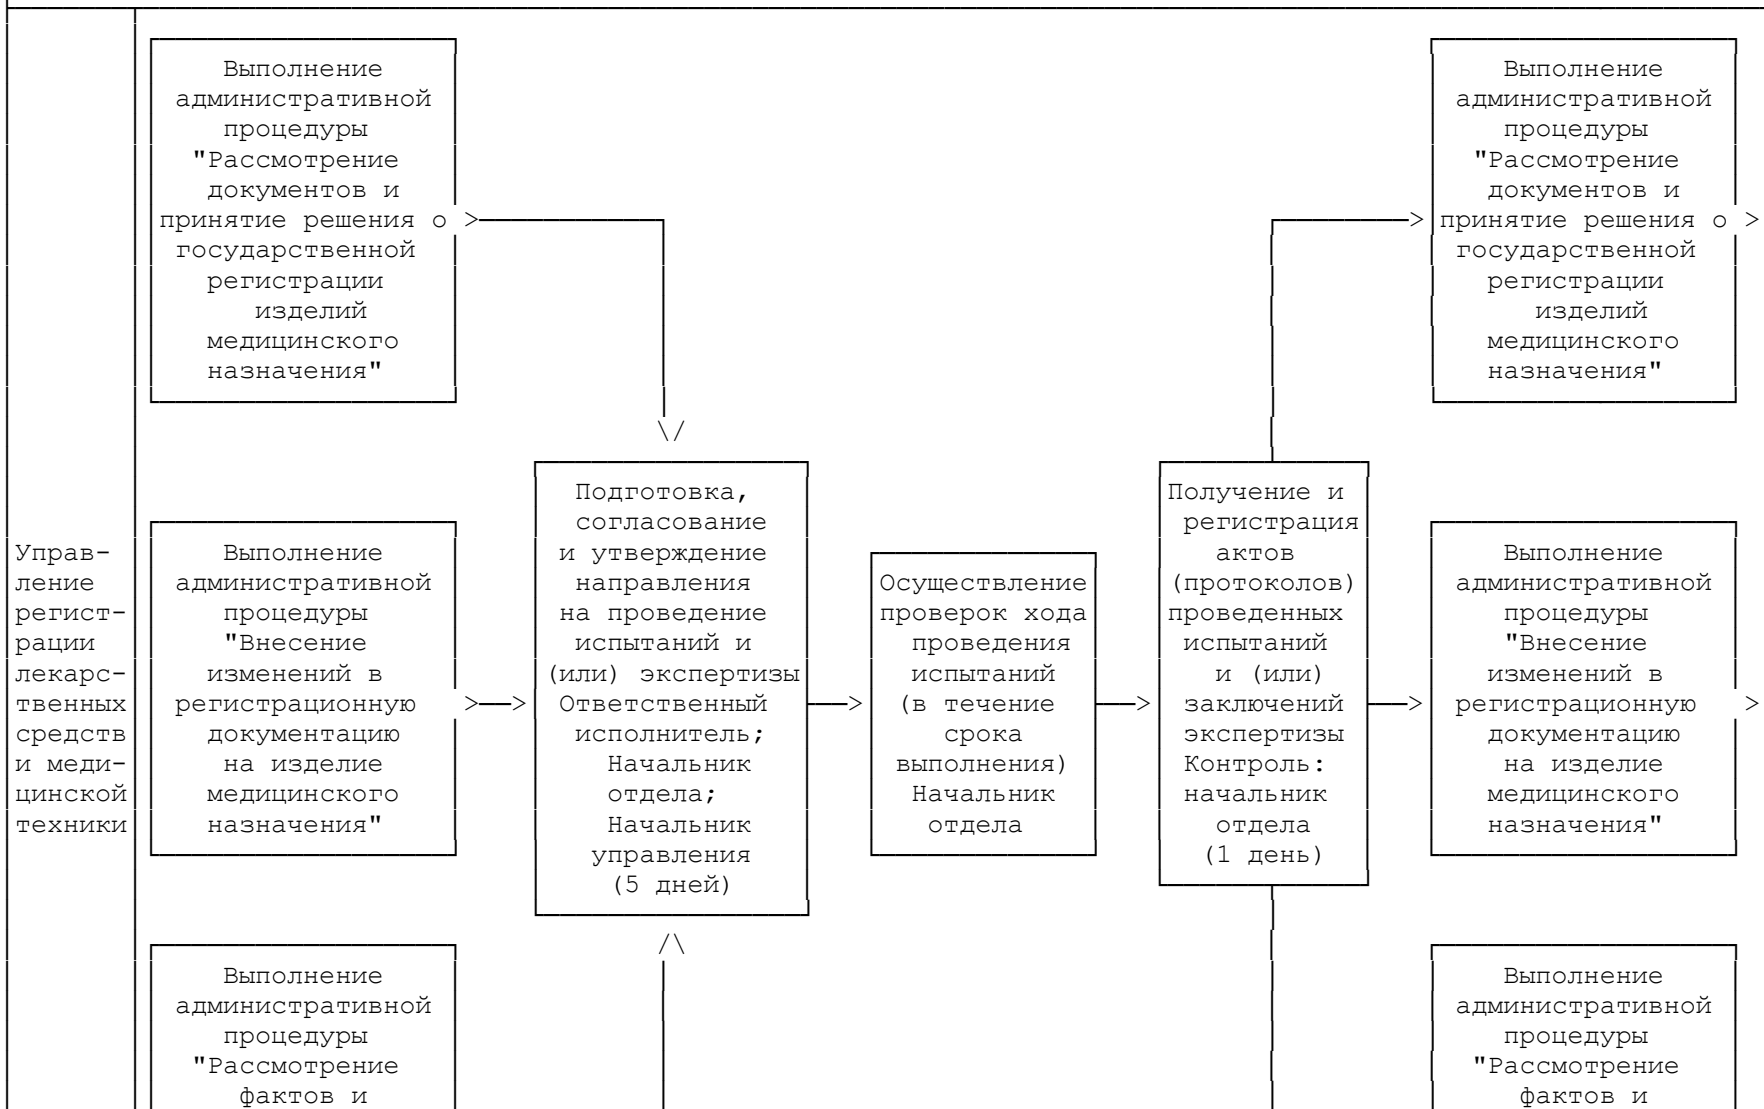 Управ-
ление
регист-
рации
лекарс-
твенных
средств
и меди-
цинской
техники
Выполнение
административной
процедуры
"Рассмотрение
документов и
принятие решения о >
государственной
регистрации
изделий
медицинского
назначения"
Выполнение
административной
процедуры
"Внесение
изменений в
регистрационную
документацию
на изделие
медицинского
назначения"
Выполнение
административной
процедуры
"Рассмотрение
фактов и
Подготовка,
согласование
и утверждение
направления
на проведение
испытаний и
(или) экспертизы
Ответственный
исполнитель;
Начальник
отдела;
Начальник
управления
(5 дней)
Осуществление
проверок хода
проведения
испытаний
(в течение
срока
выполнения)
Начальник
отдела
Получение и
регистрация
актов
(протоколов)
проведенных
испытаний
и (или)
заключений
экспертизы
Контроль:
начальник
отдела
(1 день)
Выполнение
административной
процедуры
"Рассмотрение
документов и
принятие решения о >
государственной
регистрации
изделий
медицинского
назначения"
Выполнение
административной
процедуры
"Внесение
изменений в
регистрационную
документацию
на изделие
медицинского
назначения"
Выполнение
административной
процедуры
"Рассмотрение
фактов и